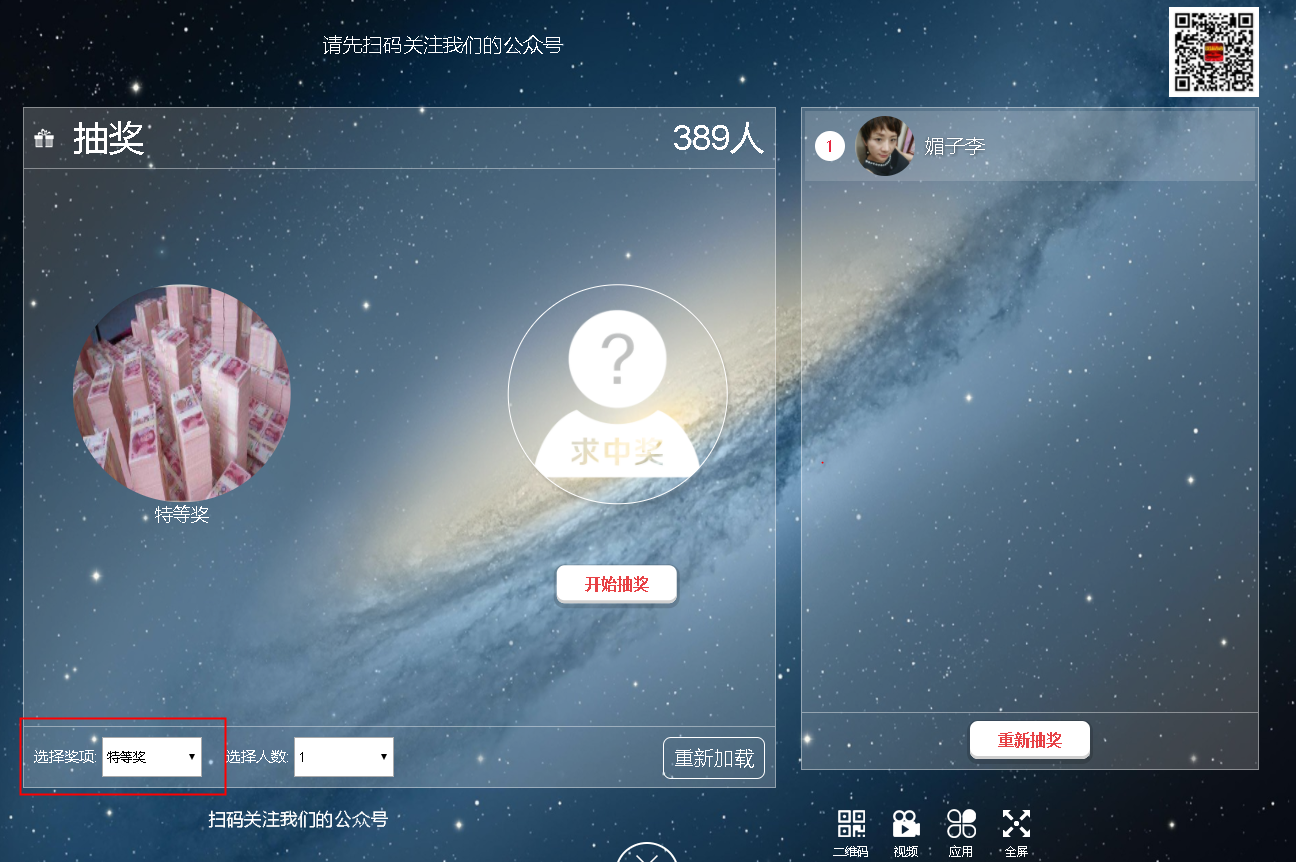 请先扫码关注我们的公众号
抽奖
389人
1
媚子李
?
求中奖
特等奖
开始抽奖
选择奖项:
特等奖
选择人数:
1
重新加载
重新抽奖
扫码关注我们的公众号
二维码
视频
应用
全屏